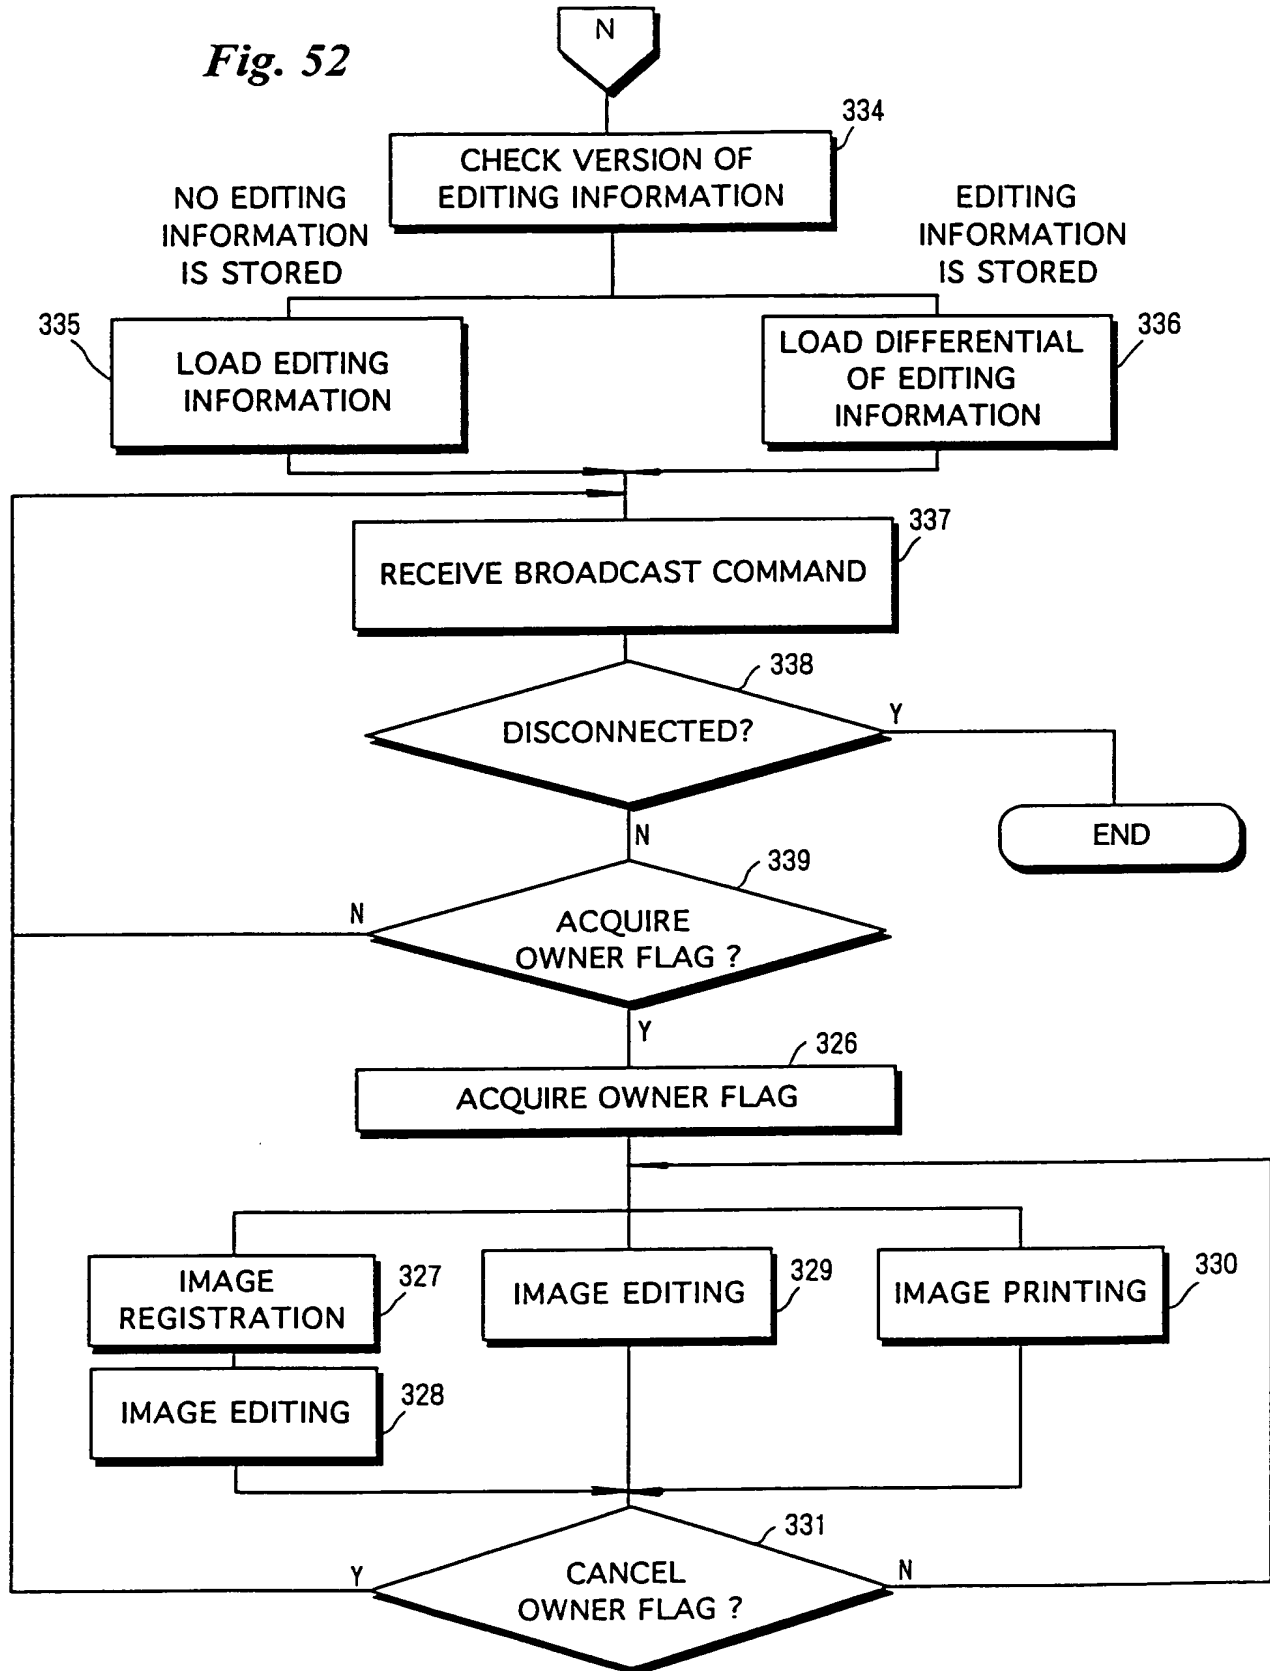 Fig. 52
N
334
CHECK VERSION OF
EDITING INFORMATION
NO EDITING
INFORMATION
IS STORED
EDITING
INFORMATION
IS STORED
335
LOAD EDITING
INFORMATION
336
LOAD DIFFERENTIAL
OF EDITING
INFORMATION
337
RECEIVE BROADCAST COMMAND
338
DISCONNECTED?
Y
N
END
339
ACQUIRE
OWNER FLAG ?
N
Y
326
ACQUIRE OWNER FLAG
IMAGE
REGISTRATION
327
IMAGE EDITING
328
IMAGE EDITING
329
IMAGE PRINTING
330
331
CANCEL
OWNER FLAG ?
Y
N